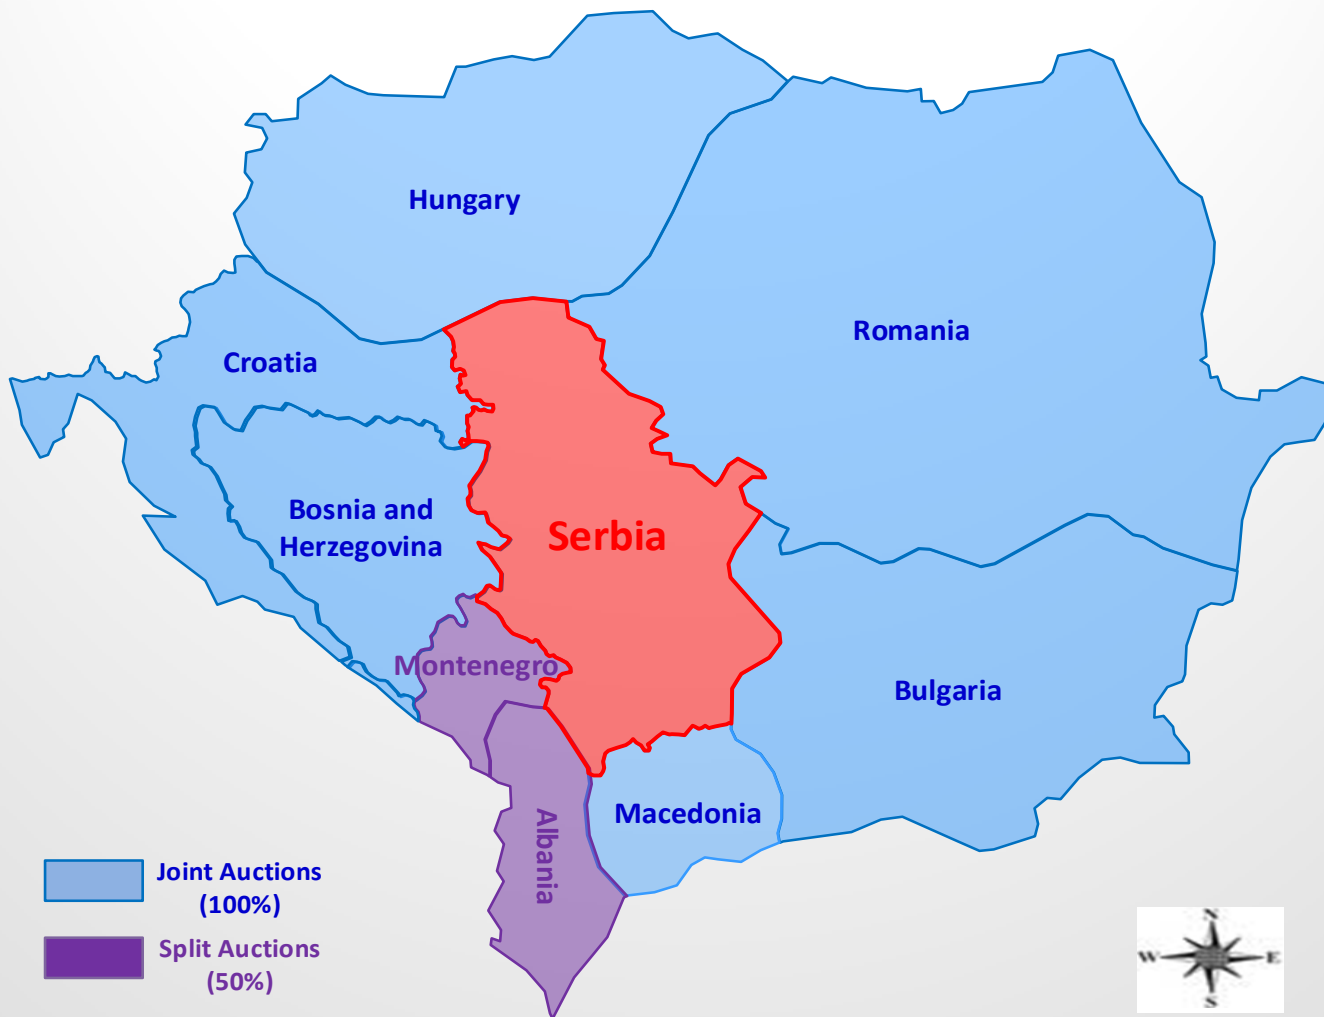 Hungary
Romania
Croatia
Bosnia and
Herzegovina
Serbia
Montenegro
Bulgaria
Macedonia
Albania
Joint Auctions
(100%)
Split Auctions
(50%)
N
W
E
S